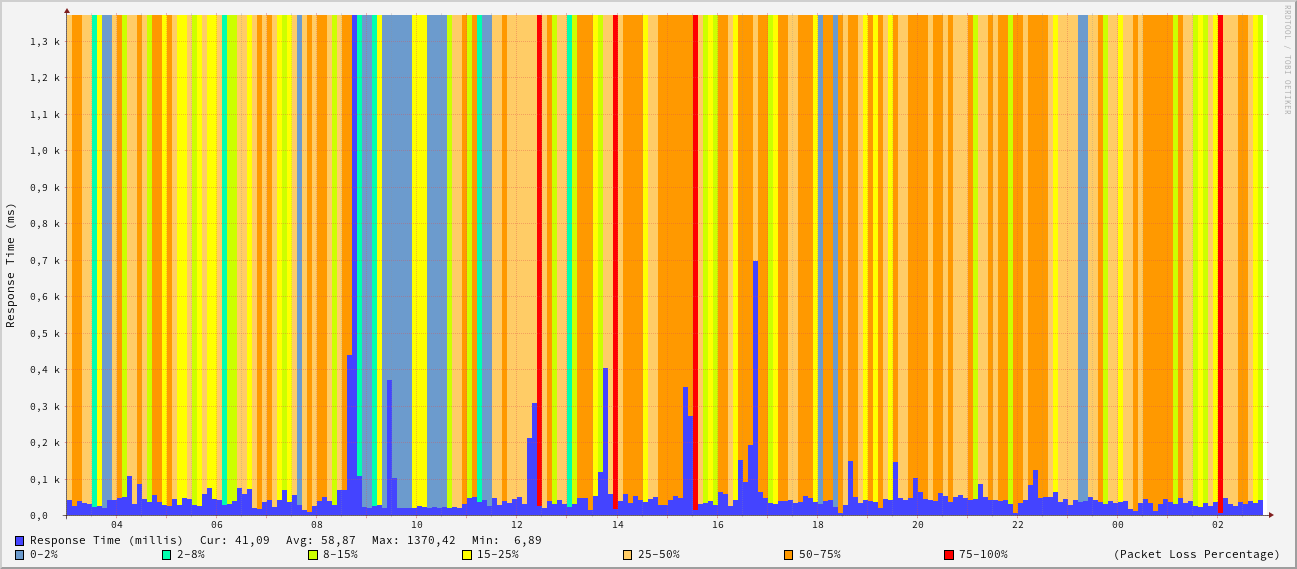 RRDTOOL / TOBI OETIKER
Response Time (ms)
1,3 k
1,2 k
1,1 k
1,0 k
0,9 k
0,8 k
0,7 k
0,6 k
0,5 k
0,4 k
0,3 k
0,2 k
0,1 k
0,0
04 06 08 10 12 14 16 18 20 22 00 02
Response Time (millis) Cur: 41,09 Avg: 58,87 Max: 1370,42 Min: 6,89
0-2% 2-8% 8-15% 15-25% 25-50% 50-75% 75-100% (Packet Loss Percentage)